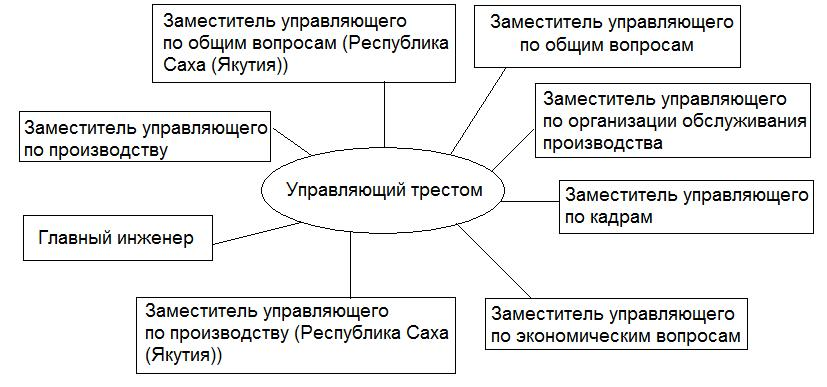 Заместитель управляющего
по общим вопросам (Республика
Саха (Якутия))
Заместитель управляющего
по общим вопросам
Заместитель управляющего
по организации обслуживания
производства
Заместитель управляющего
по производству
Управляющий трестом
Заместитель управляющего
по кадрам
Главный инженер
Заместитель управляющего
по производству (Республика Саха
(Якутия))
Заместитель управляющего
по экономическим вопросам